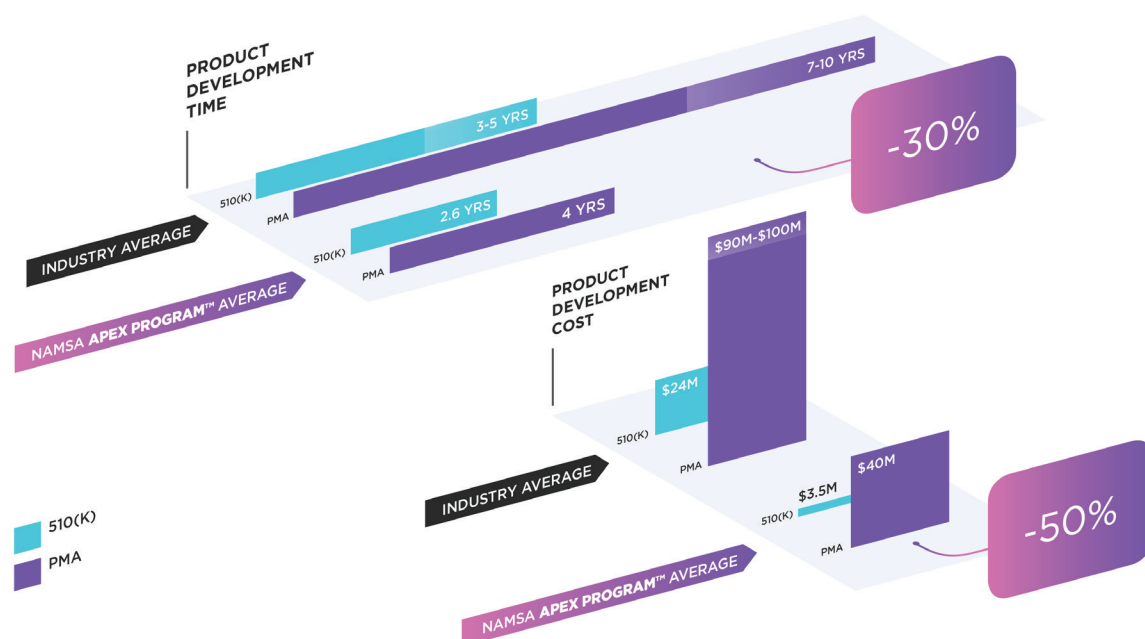 PRODUCT
DEVELOPMENT
TIME
510(K)
3-5 YRS
PMA
7-10 YRS
INDUSTRY AVERAGE
510(K)
2.6 YRS
PMA
4 YRS
NAMSA APEX PROGRAM™ AVERAGE
-30%
PRODUCT
DEVELOPMENT
COST
510(K)
$24M
PMA
$90M-$100M
INDUSTRY AVERAGE
510(K)
$3.5M
PMA
$40M
NAMSA APEX PROGRAM™ AVERAGE
-50%
510(K)
PMA